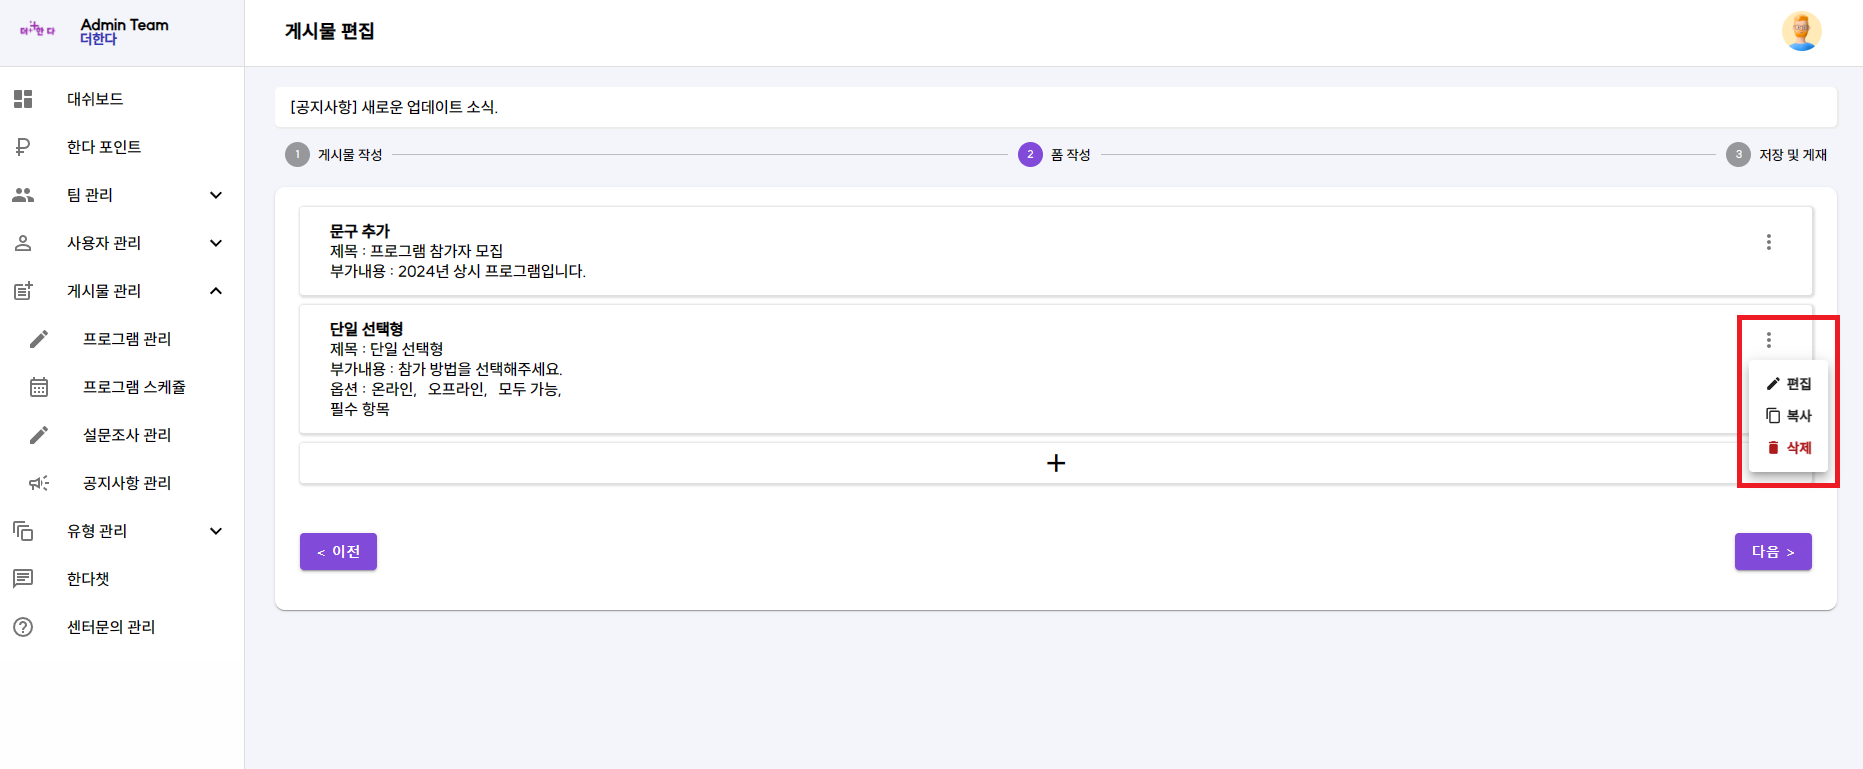 더한다
Admin Team
더한다
게시물 편집
대쉬보드
한다 포인트
팀 관리
사용자 관리
게시물 관리
프로그램 관리
프로그램 스케쥴
설문조사 관리
공지사항 관리
유형 관리
한다챗
센터문의 관리
[공지사항] 새로운 업데이트 소식.
1 게시물 작성
2 폼 작성
3 저장 및 게재
문구 추가
제목 : 프로그램 참가자 모집
부가내용 : 2024년 상시 프로그램입니다.
단일 선택형
제목 : 단일 선택형
부가내용 : 참가 방법을 선택해주세요.
옵션 : 온라인, 오프라인, 모두 가능,
필수 항목
편집
복사
삭제
+
< 이전
다음 >